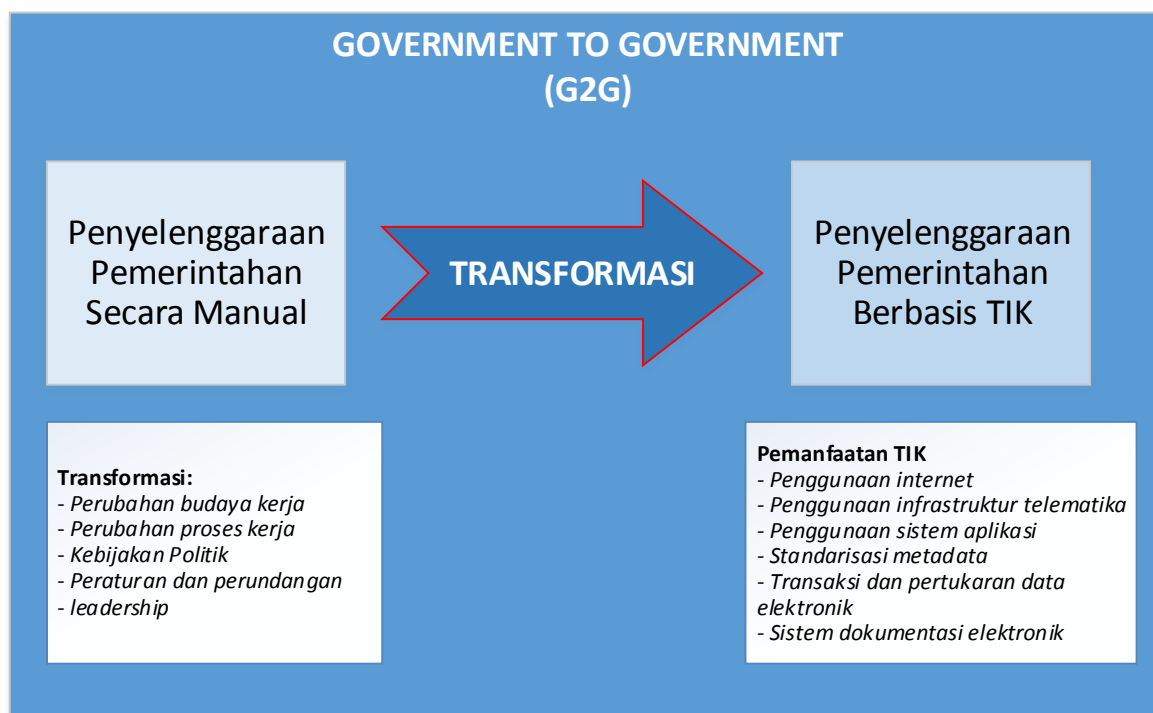 GOVERNMENT TO GOVERNMENT
(G2G)
Penyelenggaraan
Pemerintahan
Secara Manual
TRANSFORMASI
Penyelenggaraan
Pemerintahan
Berbasis TIK
Transformasi:
- Perubahan budaya kerja
- Perubahan proses kerja
- Kebijakan Politik
- Peraturan dan perundangan
- leadership
Pemanfaatan TIK
- Penggunaan internet
- Penggunaan infrastruktur telematika
- Penggunaan sistem aplikasi
- Standarisasi metadata
- Transaksi dan pertukaran data
elektronik
- Sistem dokumentasi elektronik